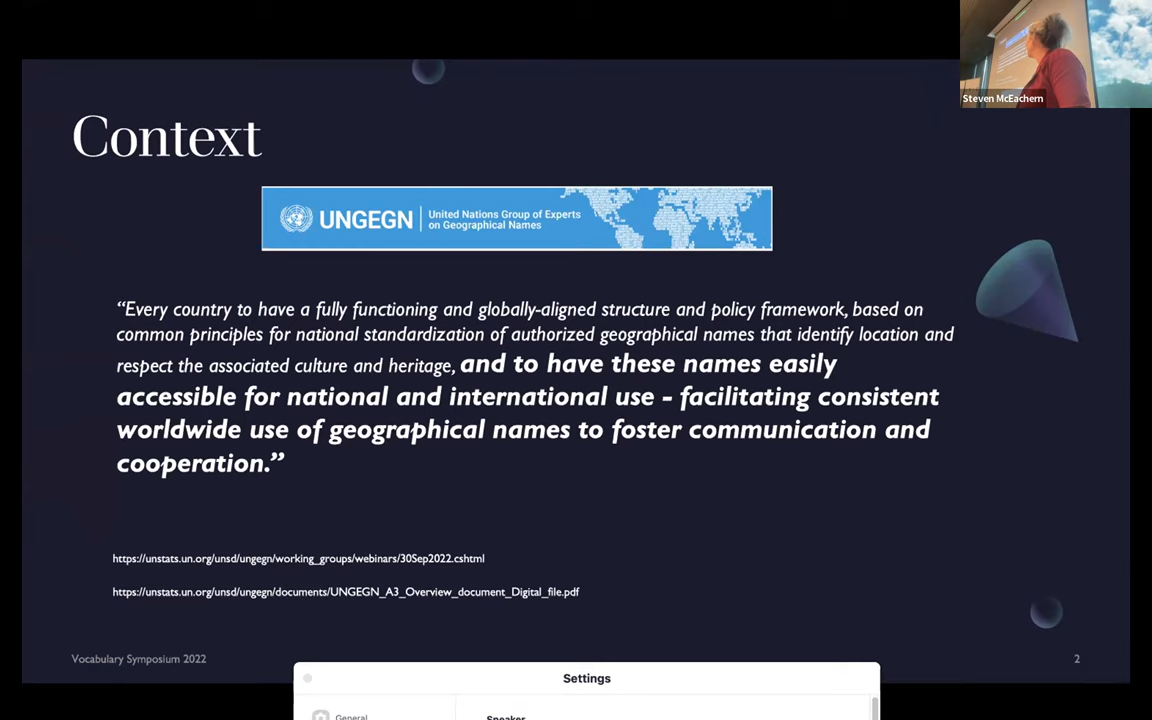 Steven McEachern
Context
UNGEGN
United Nations Group of Experts
on Geographical Names
“Every country to have a fully functioning and globally-aligned structure and policy framework, based on
common principles for national standardization of authorized geographical names that identify location and
respect the associated culture and heritage, and to have these names easily
accessible for national and international use - facilitating consistent
worldwide use of geographical names to foster communication and
cooperation.”
https://unstats.un.org/unsd/ungegn/working_groups/webinars/30Sep2022.cshtml
https://unstats.un.org/unsd/ungegn/documents/UNGEGN_A3_Overview_document_Digital_file.pdf
Vocabulary Symposium 2022
2
Settings
General
Speaker